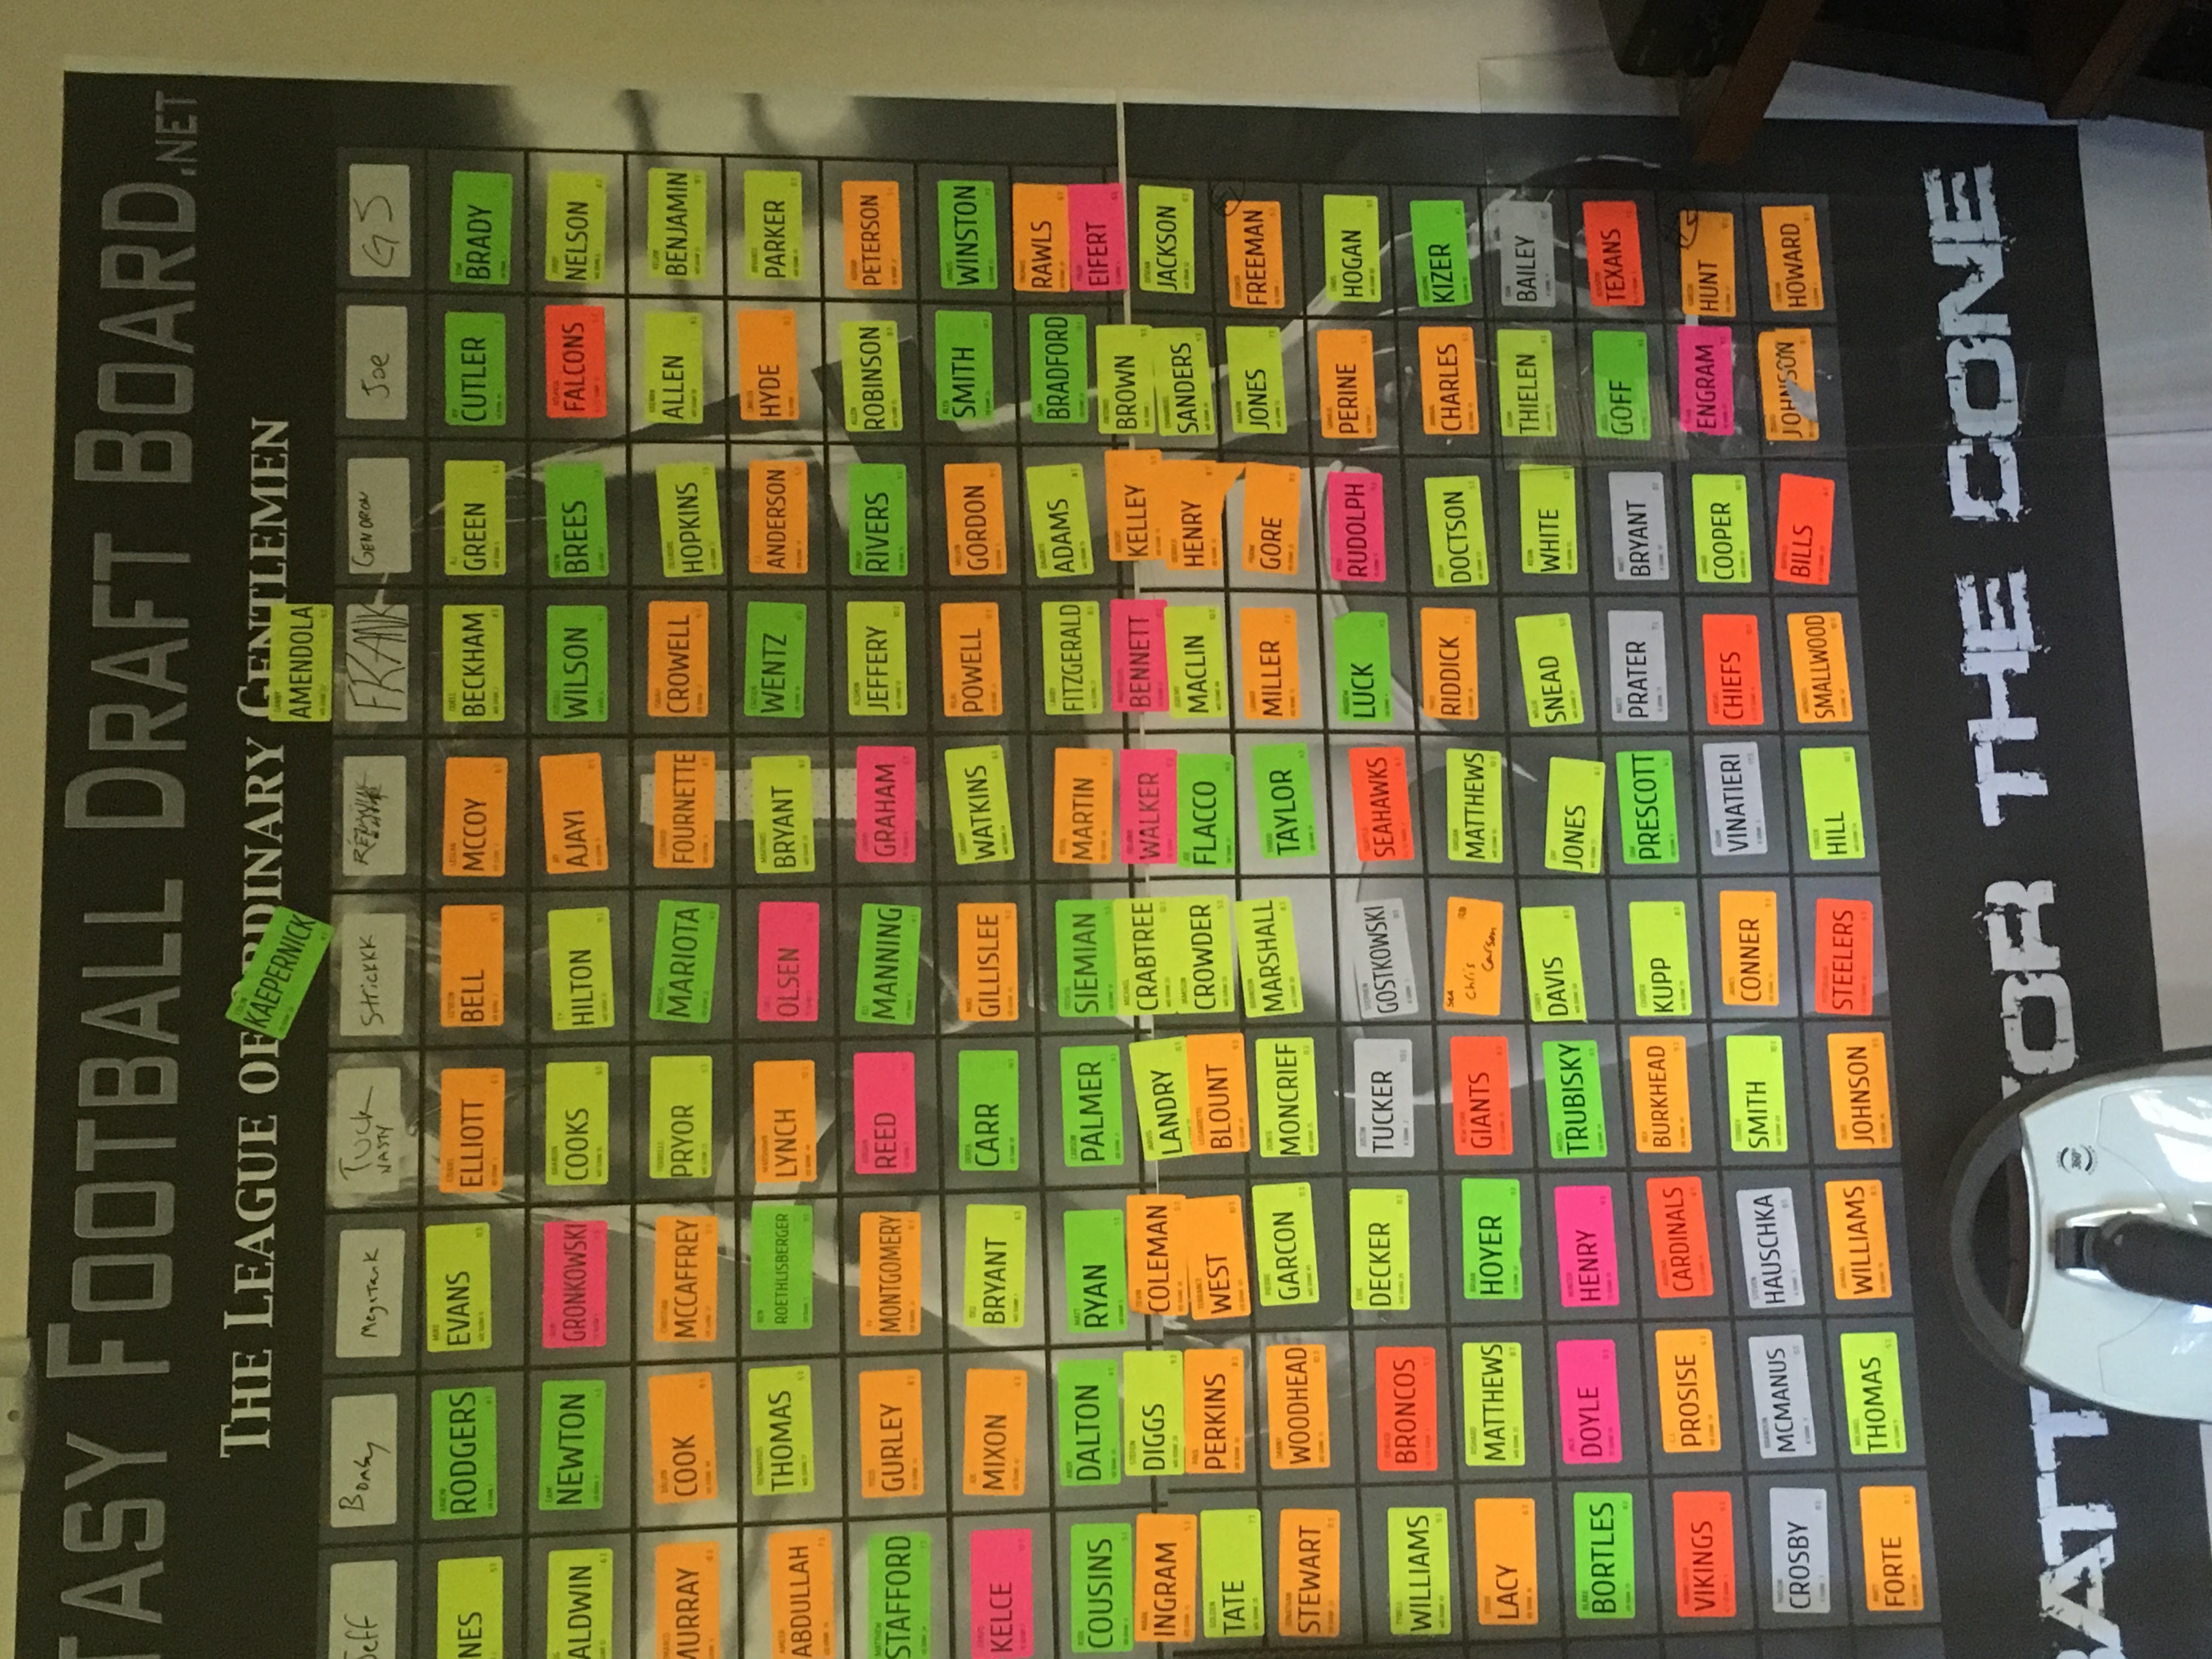 TASY FOOTBALL DRAFT BOARD.NET
THE LEAGUE OF RDINARY GENTLEMEN
KAEPERNICK AMENDOLA
Jeff Bombay Megatank Tuck NASTY Strickkk FRANK GENDRON Joe GS
NES RODGERS EVANS ELLIOTT BELL MCCOY BECKHAM GREEN CUTLER BRADY
ALDWIN NEWTON GRONKOWSKI COOKS HILTON AJAYI WILSON BREES FALCONS NELSON
MURRAY COOK MCCAFFREY PRYOR MARIOTA FOURNETTE CROWELL HOPKINS ALLEN BENJAMIN
ABDULLAH THOMAS ROETHLISBERGER LYNCH OLSEN BRYANT WENTZ ANDERSON HYDE PARKER
STAFFORD GURLEY MONTGOMERY REED MANNING GRAHAM JEFFERY RIVERS ROBINSON PETERSON
KELCE MIXON BRYANT CARR GILLISLEE WATKINS POWELL GORDON SMITH WINSTON
COUSINS DALTON RYAN PALMER SIEMIAN MARTIN FITZGERALD ADAMS BRADFORD RAWLS
EIFERT
INGRAM DIGGS COLEMAN LANDRY CRABTREE WALKER BENNETT KELLEY BROWN JACKSON
TATE PERKINS WEST BLOUNT CROWDER FLACCO MACLIN HENRY SANDERS
STEWART WOODHEAD GARCON MONCRIEF MARSHALL TAYLOR MILLER GORE JONES FREEMAN
WILLIAMS BRONCOS DECKER TUCKER GOSTKOWSKI SEAHAWKS LUCK RUDOLPH PERINE HOGAN
LACY MATTHEWS HOYER GIANTS Sea RB Chris Carson MATTHEWS RIDDICK DOCTSON CHARLES KIZER
BORTLES DOYLE HENRY TRUBISKY DAVIS JONES SNEAD WHITE THIELEN BAILEY
VIKINGS PROSISE CARDINALS BURKHEAD KUPP PRESCOTT PRATER BRYANT GOFF TEXANS
CROSBY MCMANUS HAUSCHKA SMITH CONNER VINATIERI CHIEFS COOPER ENGRAM HUNT
FORTE THOMAS WILLIAMS JOHNSON STEELERS HILL SMALLWOOD BILLS JOHNSON HOWARD
BATT FOR THE CONE
360°